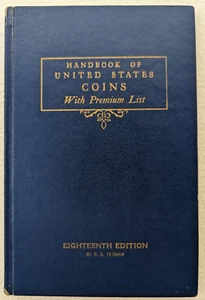 HANDBOOK OF
UNITED STATES
COINS
With Premium List
EIGHTEENTH EDITION
BY R. S. YEOMAN